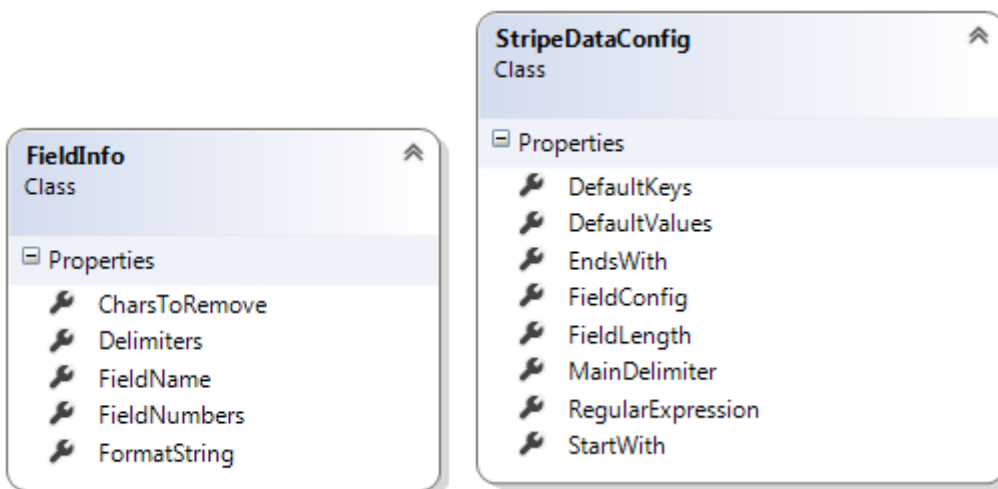 FieldInfo
Class
Properties
CharsToRemove
Delimiters
FieldName
FieldNumbers
FormatString
StripeDataConfig
Class
Properties
DefaultKeys
DefaultValues
EndsWith
FieldConfig
FieldLength
MainDelimiter
RegularExpression
StartWith